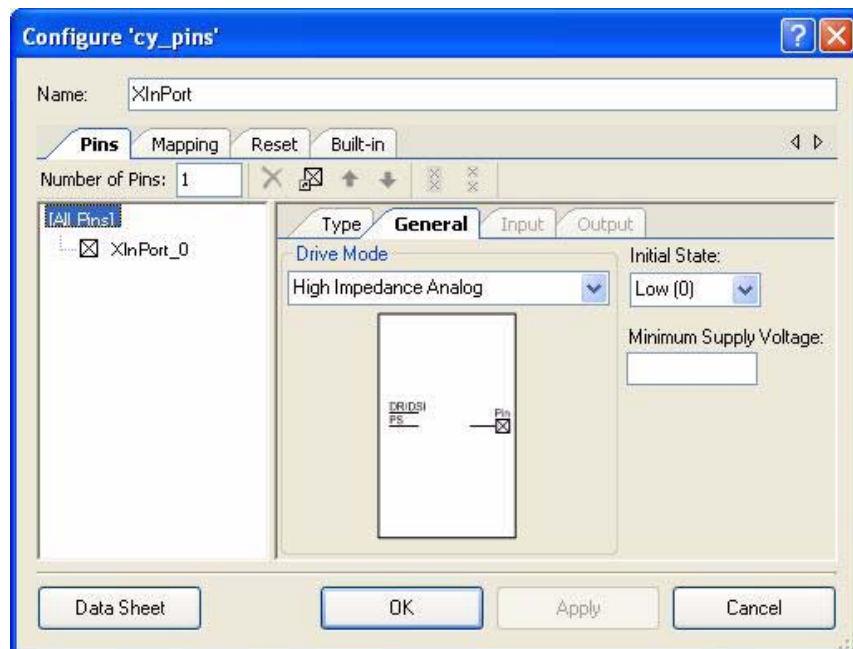 Configure 'cy_pins'
Name: XInPort
Pins Mapping Reset Built-in
Number of Pins: 1
[All Pins]
XInPort_0
Type General Input Output
Drive Mode
High Impedance Analog
Initial State:
Low (0)
Minimum Supply Voltage:
DR/DSI
PS
Pin
Data Sheet OK Apply Cancel